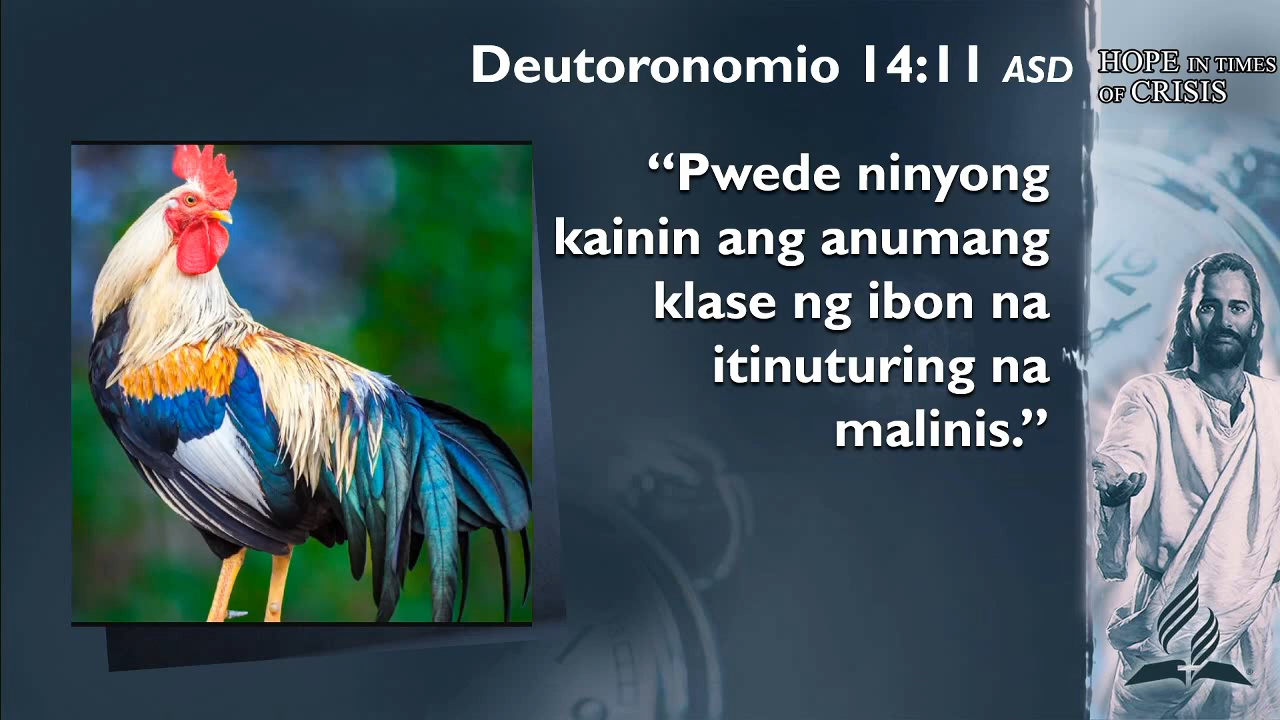 Deutoronomio 14:11 ASD
HOPE IN TIMES
OF CRISIS
“Pwede ninyong
kainin ang anumang
klase ng ibon na
itinuturing na
malinis.”